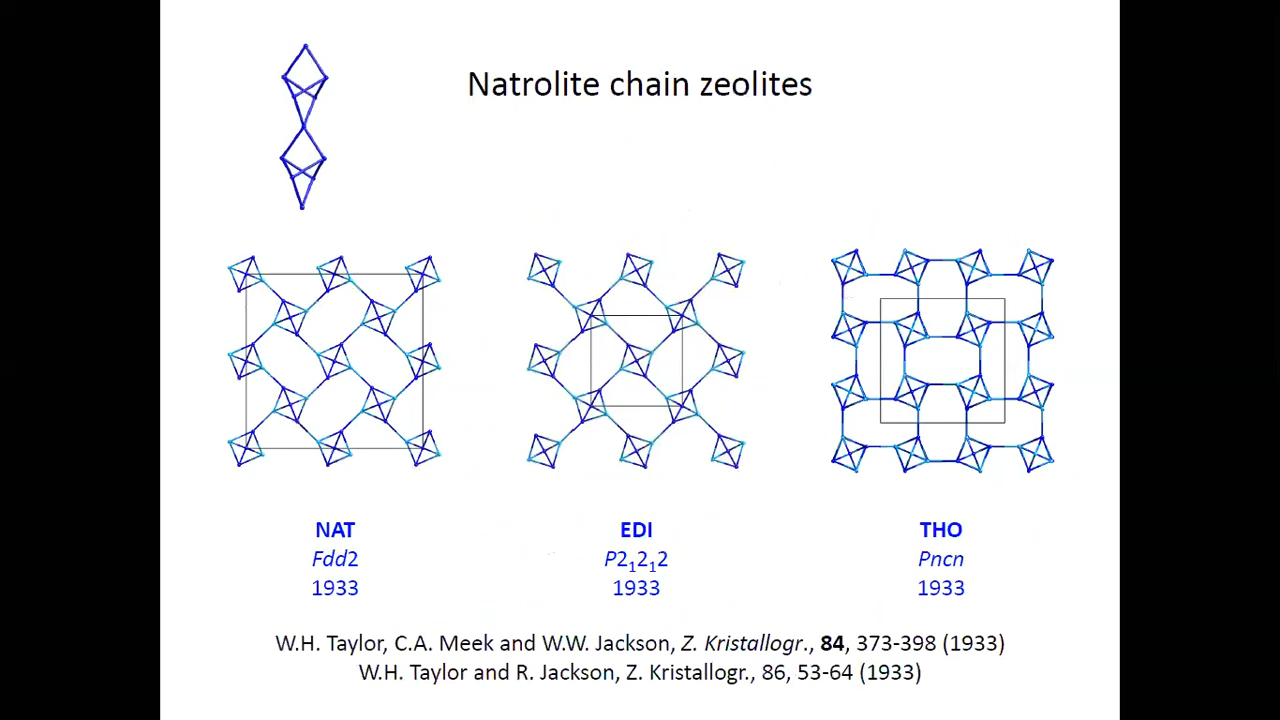 Natrolite chain zeolites
NAT
Fdd2
1933
EDI
P2₁2₁2
1933
THO
Pncn
1933
W.H. Taylor, C.A. Meek and W.W. Jackson, Z. Kristallogr., 84, 373-398 (1933)
W.H. Taylor and R. Jackson, Z. Kristallogr., 86, 53-64 (1933)